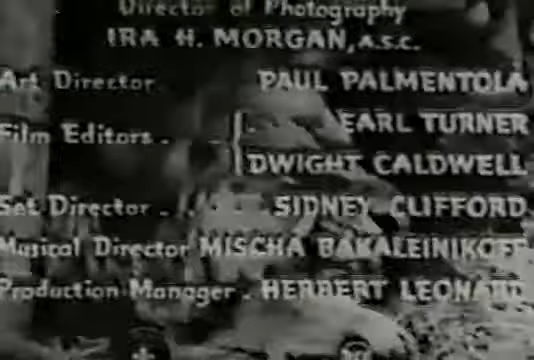 Director of Photography
IRA H. MORGAN, A.S.C.
Art Director PAUL PALMENTOLA
Film Editors . EARL TURNER
DWIGHT CALDWELL
Set Director . . SIDNEY CLIFFORD
Musical Director MISCHA BAKALEINIKOFF
Production Manager . HERBERT LEONARD